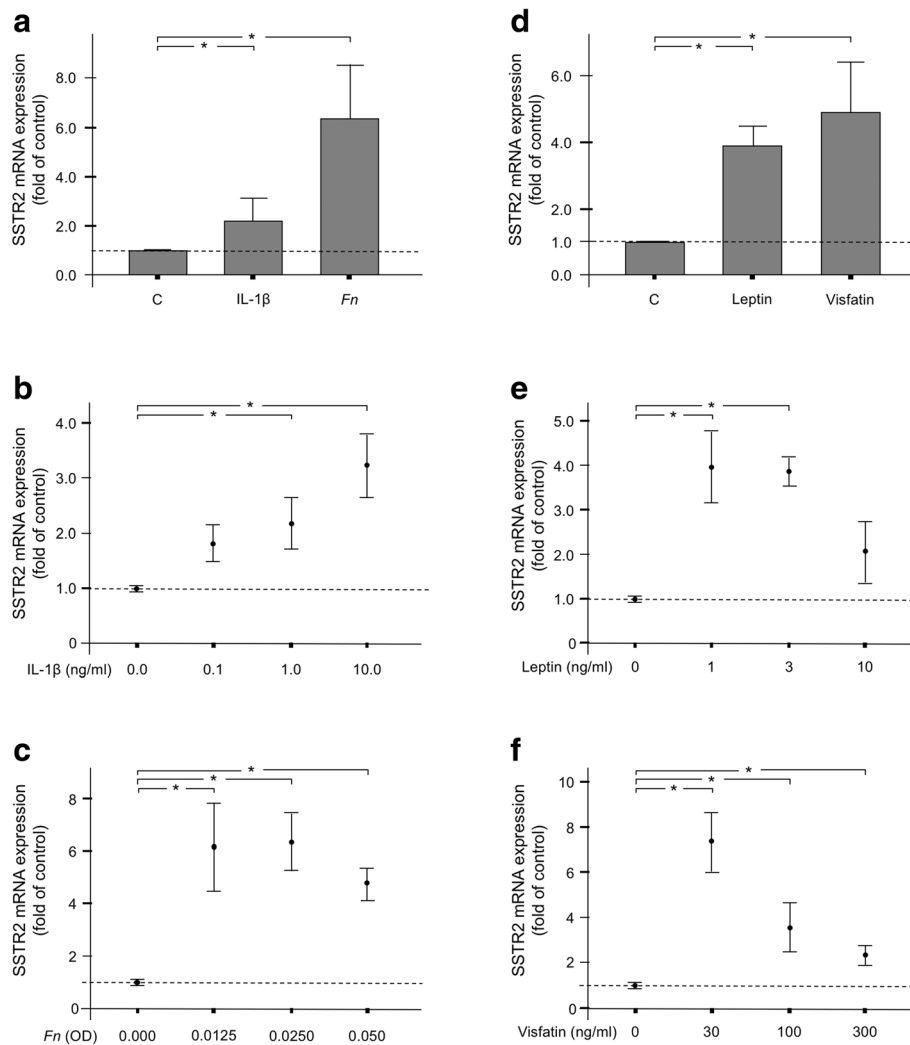 a
SSTR2 mRNA expression
(fold of control)
8.0
6.0
4.0
2.0
0.0
*
*
C IL-1β Fn
d
SSTR2 mRNA expression
(fold of control)
6.0
4.0
2.0
1.0
0.0
*
*
C Leptin Visfatin
b
SSTR2 mRNA expression
(fold of control)
4.0
3.0
2.0
1.0
0
*
*
IL-1β (ng/ml) 0.0 0.1 1.0 10.0
e
SSTR2 mRNA expression
(fold of control)
5.0
4.0
3.0
2.0
1.0
0
*
*
Leptin (ng/ml) 0 1 3 10
c
SSTR2 mRNA expression
(fold of control)
8
6
4
2
1
0
*
*
*
Fn (OD) 0.000 0.0125 0.0250 0.050
f
SSTR2 mRNA expression
(fold of control)
10
8
6
4
2
1
0
*
*
*
Visfatin (ng/ml) 0 30 100 300